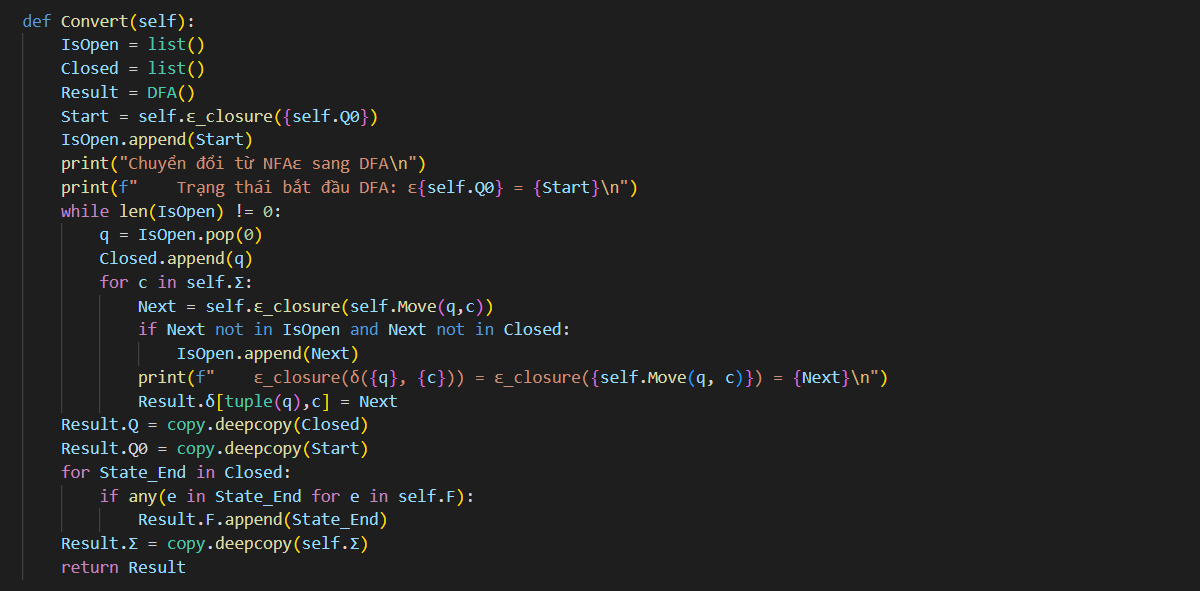 def Convert(self):
    IsOpen = list()
    Closed = list()
    Result = DFA()
    Start = self.ε_closure({self.Q0})
    IsOpen.append(Start)
    print("Chuyển đổi từ NFAε sang DFA\n")
    print(f"    Trạng thái bắt đầu DFA: ε{self.Q0} = {Start}\n")
    while len(IsOpen) != 0:
        q = IsOpen.pop(0)
        Closed.append(q)
        for c in self.Σ:
            Next = self.ε_closure(self.Move(q,c))
            if Next not in IsOpen and Next not in Closed:
                IsOpen.append(Next)
            print(f"    ε_closure(δ({q}, {c})) = ε_closure({self.Move(q, c)}) = {Next}\n")
            Result.δ[tuple(q),c] = Next
    Result.Q = copy.deepcopy(Closed)
    Result.Q0 = copy.deepcopy(Start)
    for State_End in Closed:
        if any(e in State_End for e in self.F):
            Result.F.append(State_End)
    Result.Σ = copy.deepcopy(self.Σ)
    return Result